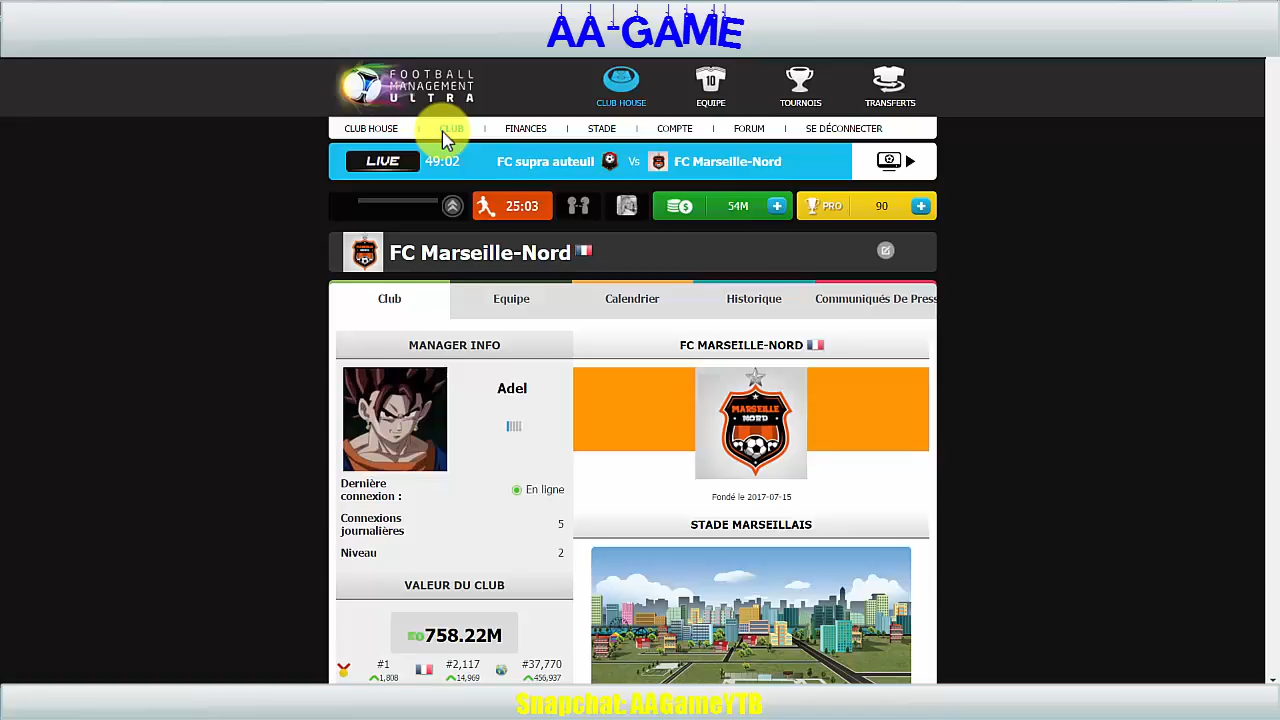 AA-GAME
FOOTBALL
MANAGEMENT
ULTRA
10
CLUB HOUSE
EQUIPE
TOURNOIS
TRANSFERTS
CLUB HOUSE CLUB FINANCES STADE COMPTE FORUM SE DÉCONNECTER
LIVE 49:02 FC supra auteuil Vs FC Marseille-Nord
25:03 54M + PRO 90 +
FC Marseille-Nord
Club Equipe Calendrier Historique Communiqués De Press
MANAGER INFO
Adel
Dernière
connexion :
En ligne
Connexions
journalières
5
Niveau 2
VALEUR DU CLUB
758.22M
#1 #2,117 #37,770
1,808 14,969 456,937
FC MARSEILLE-NORD
MARSEILLE
NORD
Fondé le 2017-07-15
STADE MARSEILLAIS
Snapchat: AAGameYTB